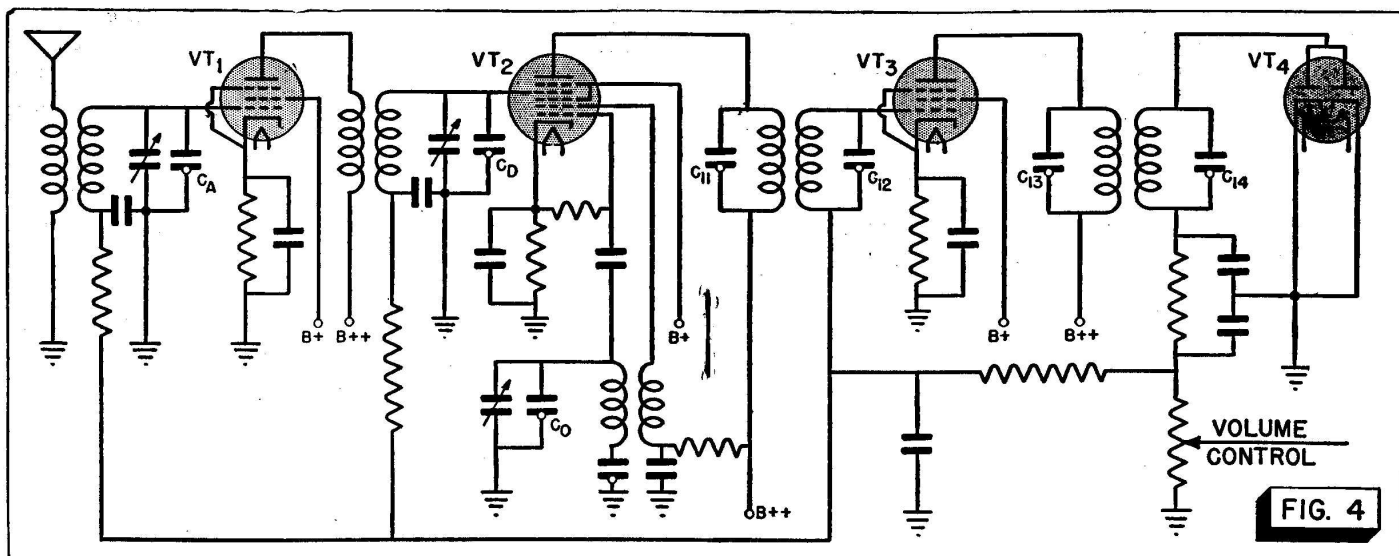 VT1
CA
B+
B++
VT2
CD
CO
B+
B++
C11
C12
VT3
B+
C13
B++
C14
VT4
VOLUME
CONTROL
FIG. 4